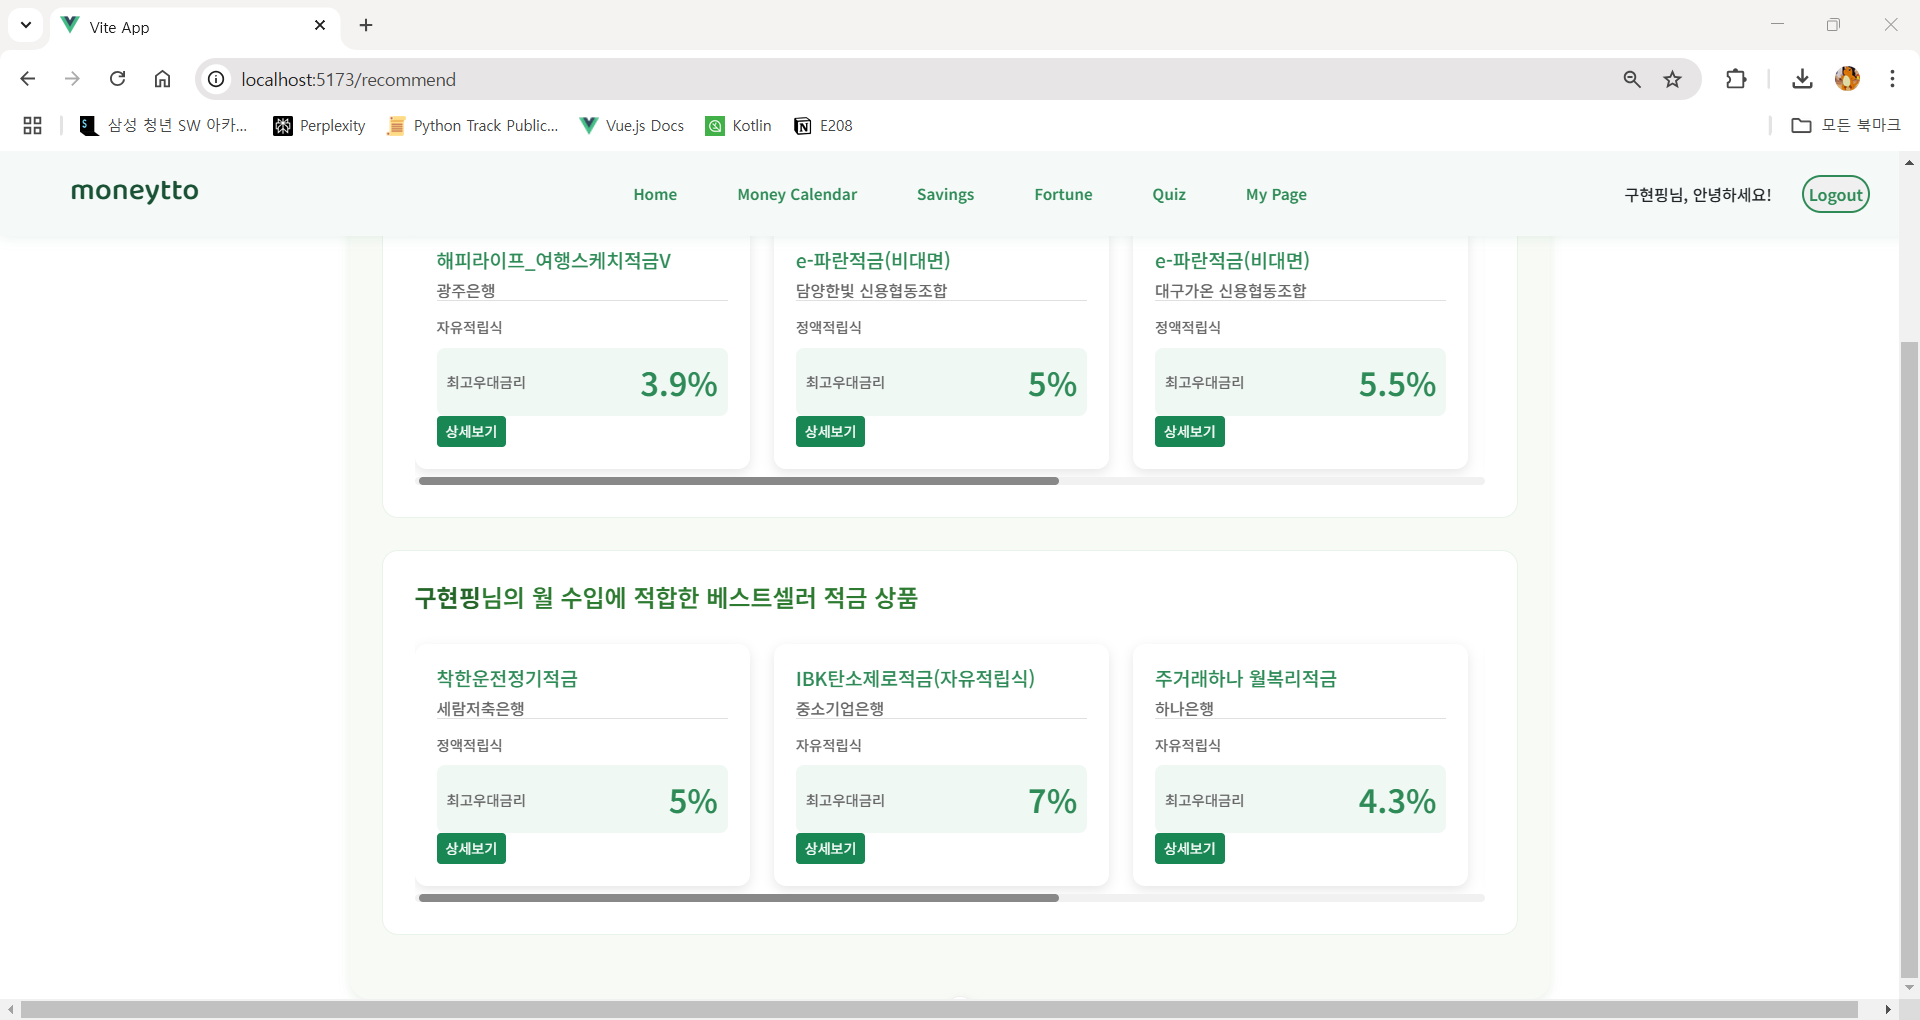 Vite App
localhost:5173/recommend
삼성 청년 SW 아카... Perplexity Python Track Public... Vue.js Docs Kotlin E208 모든 북마크
moneytto Home Money Calendar Savings Fortune Quiz My Page 구현핑님, 안녕하세요! Logout
해피라이프_여행스케치적금V e-파란적금(비대면) e-파란적금(비대면)
광주은행 담양한빛 신용협동조합 대구가온 신용협동조합
자유적립식 정액적립식 정액적립식
최고우대금리 3.9% 최고우대금리 5% 최고우대금리 5.5%
상세보기 상세보기 상세보기
구현핑님의 월 수입에 적합한 베스트셀러 적금 상품
착한운전정기적금 IBK탄소제로적금(자유적립식) 주거래하나 월복리적금
세람저축은행 중소기업은행 하나은행
정액적립식 자유적립식 자유적립식
최고우대금리 5% 최고우대금리 7% 최고우대금리 4.3%
상세보기 상세보기 상세보기